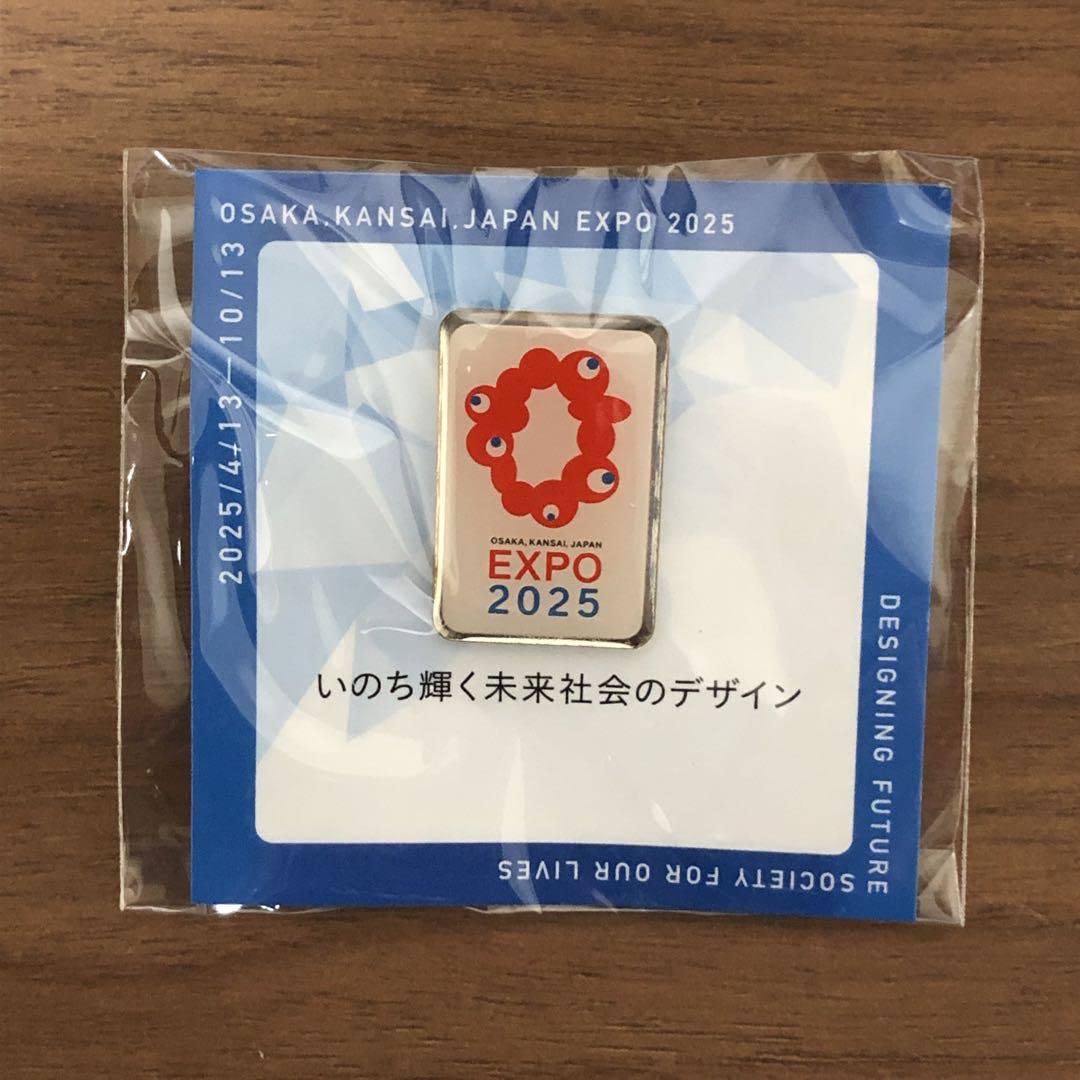 OSAKA,KANSAI,JAPAN EXPO 2025
2025/4/13—10/13
OSAKA, KANSAI, JAPAN
EXPO
2025
いのち輝く未来社会のデザイン
DESIGNING FUTURE
SOCIETY FOR OUR LIVES